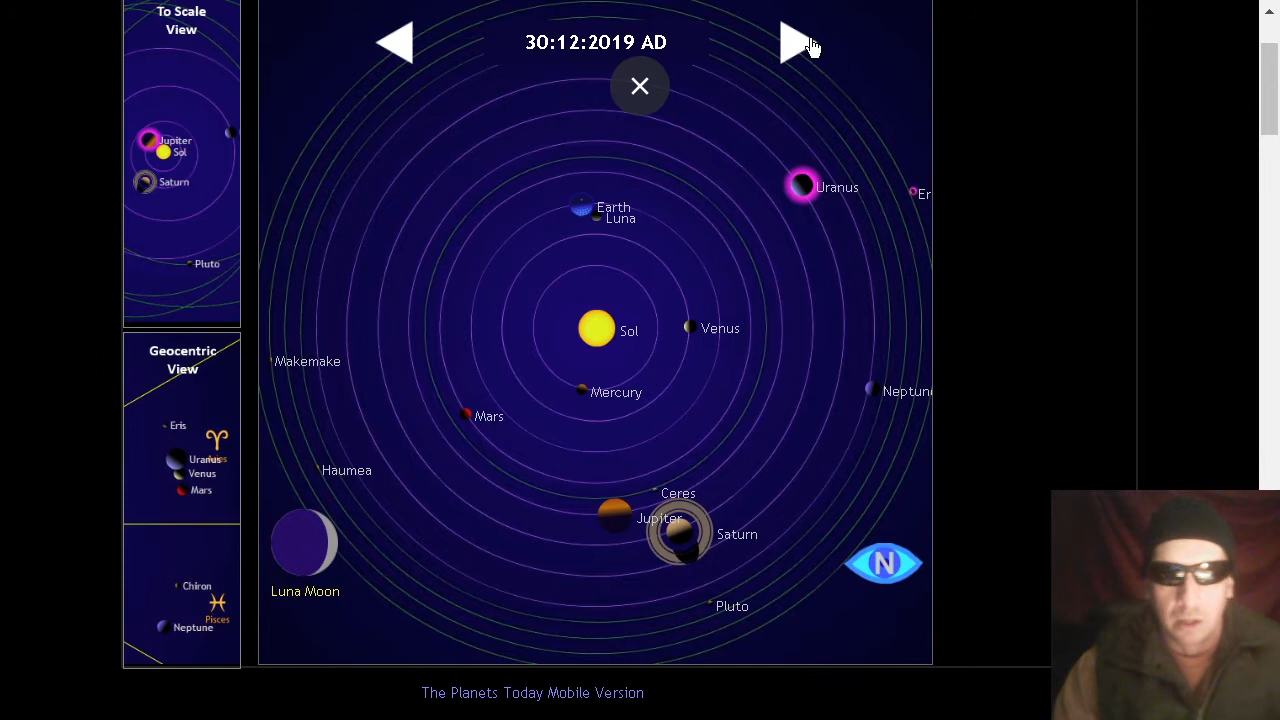 To Scale
View
Jupiter
Sol
Saturn
Pluto
Geocentric
View
Eris
Aries
Uranus
Venus
Mars
Chiron
Pisces
Neptune
30:12:2019 AD
Uranus
Er
Earth
Luna
Sol
Venus
Makemake
Mercury
Neptune
Mars
Haumea
Ceres
Jupiter
Saturn
N
Luna Moon
Pluto
The Planets Today Mobile Version